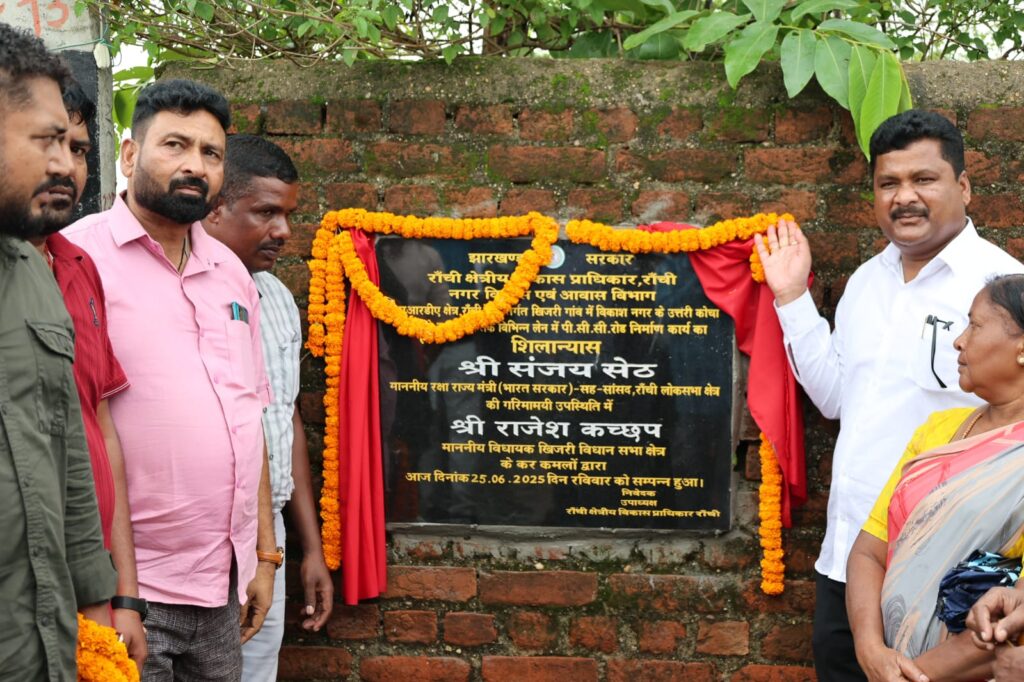 झारखण्ड सरकार
राँची क्षेत्रीय विकास प्राधिकार,राँची
नगर विकास एवं आवास विभाग
आरडीए क्षेत्र, गत खिजरी गांव में विकाश नगर के उत्तरी कोचा
विभिन्न लेन में पी.सी.सी.रोड निर्माण कार्य का
शिलान्यास
श्री संजय सेठ
माननीय रक्षा राज्य मंत्री (भारत सरकार)-सह-सांसद,राँची लोकसभा क्षेत्र
की गरिमामयी उपस्थिति में
श्री राजेश कच्छप
माननीय विधायक खिजरी विधान सभा क्षेत्र
के कर कमलों द्वारा
आज दिनांक 25.06.2025 दिन रविवार को सम्पन्न हुआ।
निवेदक
उपाध्यक्ष
राँची क्षेत्रीय विकास प्राधिकार राँची